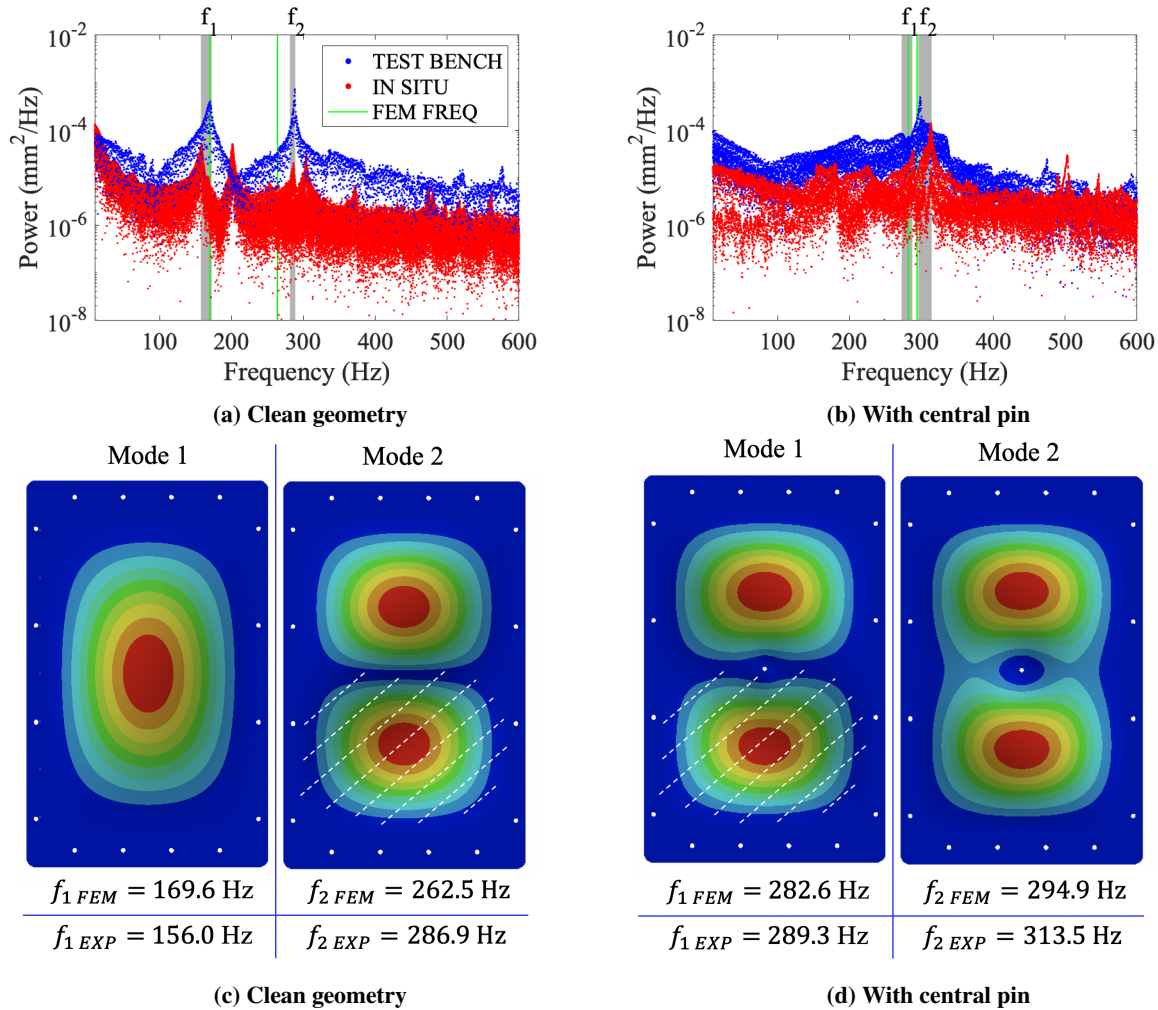 f1 f2
10-2
10-4
10-6
10-8
Power (mm2/Hz)
TEST BENCH
IN SITU
FEM FREQ
100 200 300 400 500 600
Frequency (Hz)
(a) Clean geometry
f1 f2
10-2
10-4
10-6
10-8
Power (mm2/Hz)
100 200 300 400 500 600
Frequency (Hz)
(b) With central pin
Mode 1 Mode 2
f1 FEM = 169.6 Hz f2 FEM = 262.5 Hz
f1 EXP = 156.0 Hz f2 EXP = 286.9 Hz
(c) Clean geometry
Mode 1 Mode 2
f1 FEM = 282.6 Hz f2 FEM = 294.9 Hz
f1 EXP = 289.3 Hz f2 EXP = 313.5 Hz
(d) With central pin